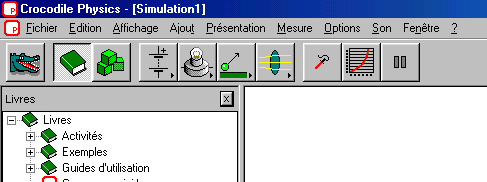 Crocodile Physics - [Simulation1]
Fichier Edition Affichage Ajout Présentation Mesure Options Son Fenêtre ?
Livres x
Livres
Activités
Exemples
Guides d'utilisation